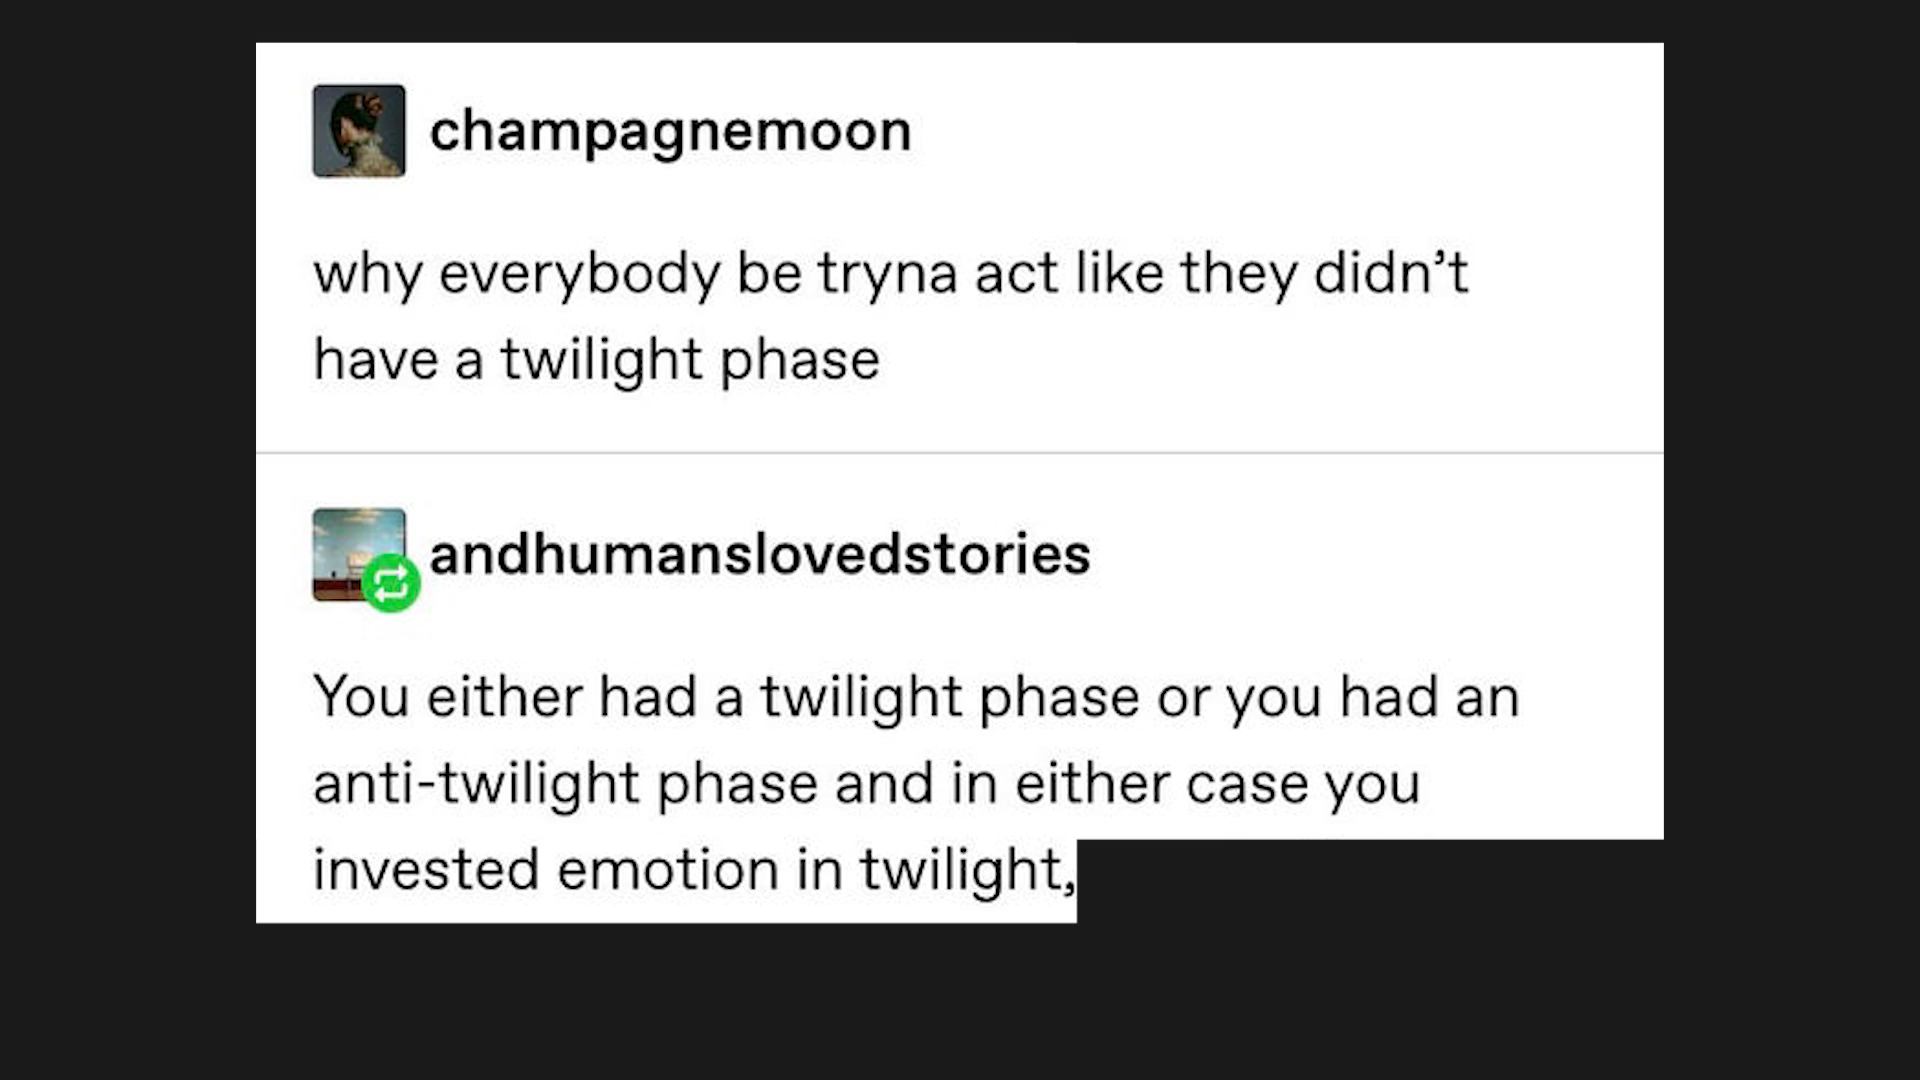 champagnemoon
why everybody be tryna act like they didn’t
have a twilight phase
andhumanslovedstories
You either had a twilight phase or you had an
anti-twilight phase and in either case you
invested emotion in twilight,